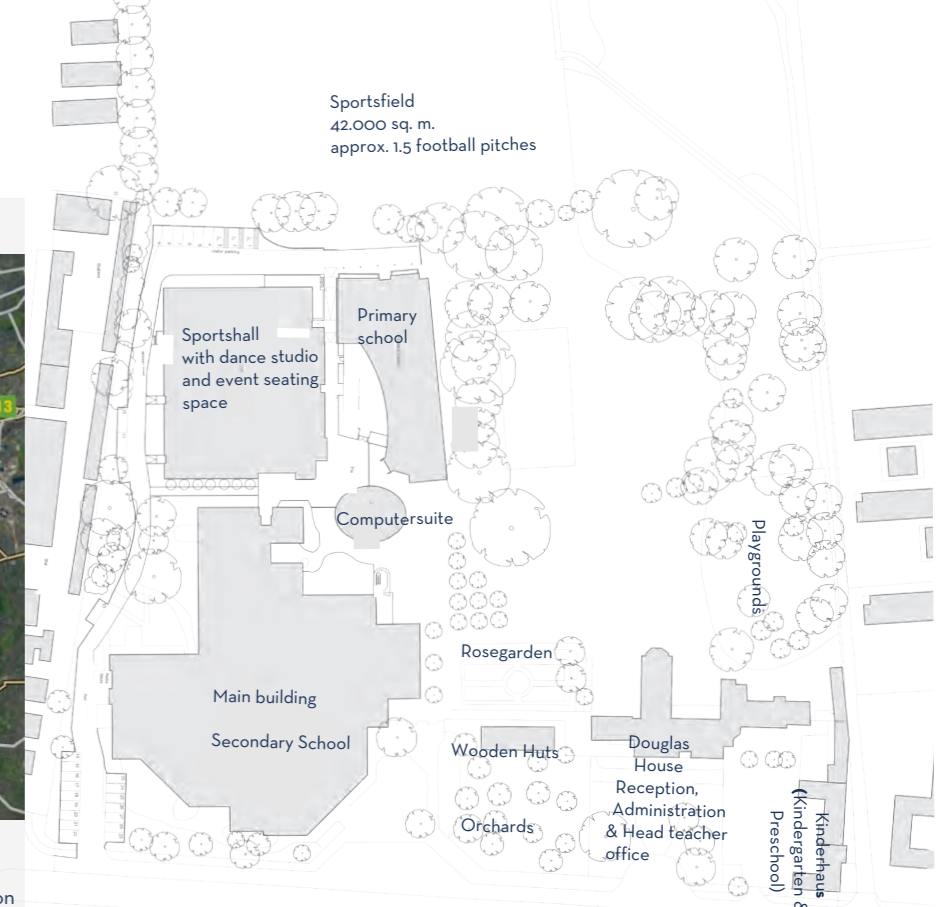 Sportsfield
42.000 sq. m.
approx. 1.5 football pitches
Primary
school
Sportshall
with dance studio
and event seating
space
13
Computersuite
Playgrounds
Rosegarden
Main building
Secondary School
Wooden Huts
Douglas
House
Reception,
Administration
& Head teacher
office
Orchards
Kinderhaus
(Kindergarten &
Preschool)
on